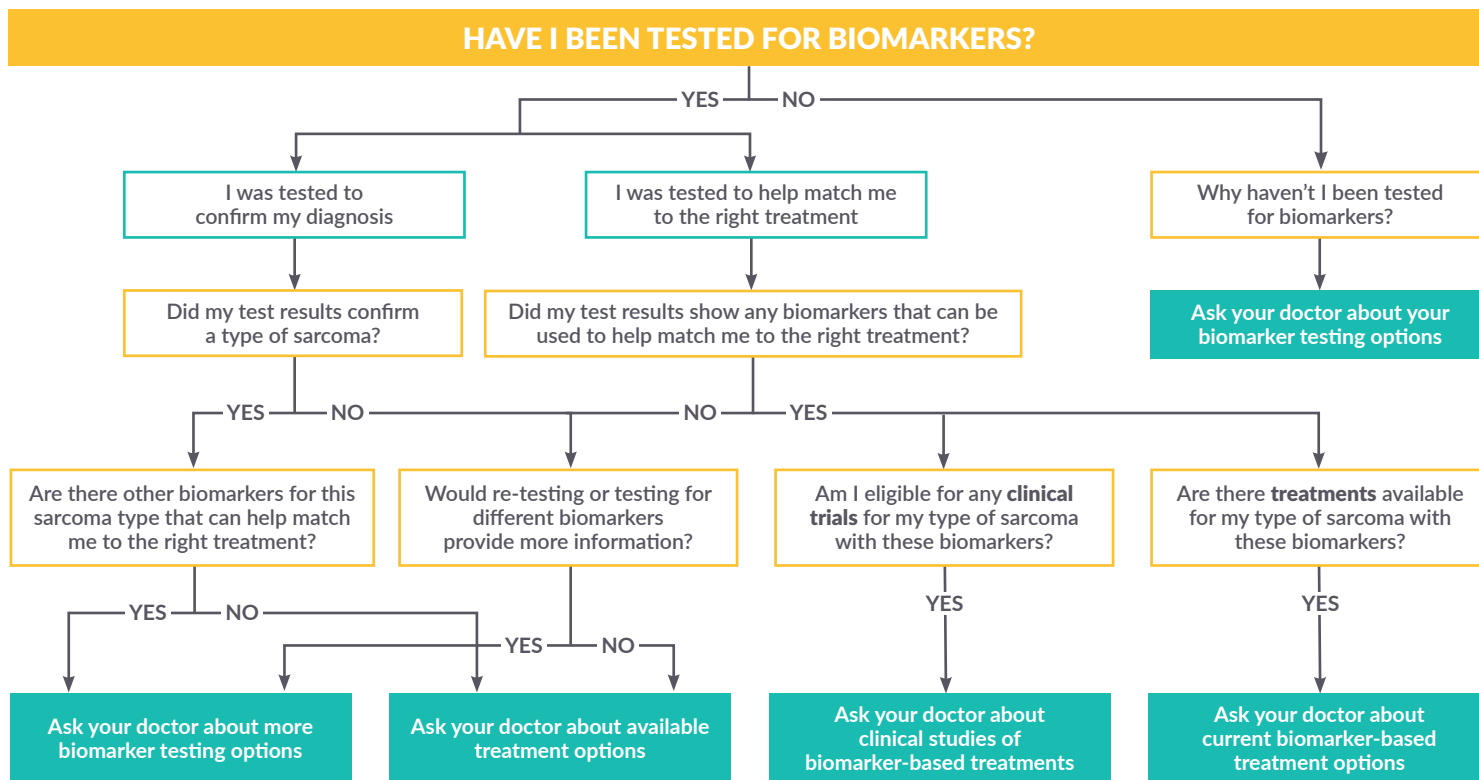 HAVE I BEEN TESTED FOR BIOMARKERS?
YES
NO
I was tested to
confirm my diagnosis
I was tested to help match me
to the right treatment
Why haven’t I been tested
for biomarkers?
Did my test results confirm
a type of sarcoma?
Did my test results show any biomarkers that can be
used to help match me to the right treatment?
Ask your doctor about your
biomarker testing options
YES
NO
NO
YES
Are there other biomarkers for this
sarcoma type that can help match
me to the right treatment?
Would re-testing or testing for
different biomarkers
provide more information?
Am I eligible for any clinical
trials for my type of sarcoma
with these biomarkers?
Are there treatments available
for my type of sarcoma with
these biomarkers?
YES
NO
YES
NO
YES
YES
Ask your doctor about more
biomarker testing options
Ask your doctor about available
treatment options
Ask your doctor about
clinical studies of
biomarker-based treatments
Ask your doctor about
current biomarker-based
treatment options